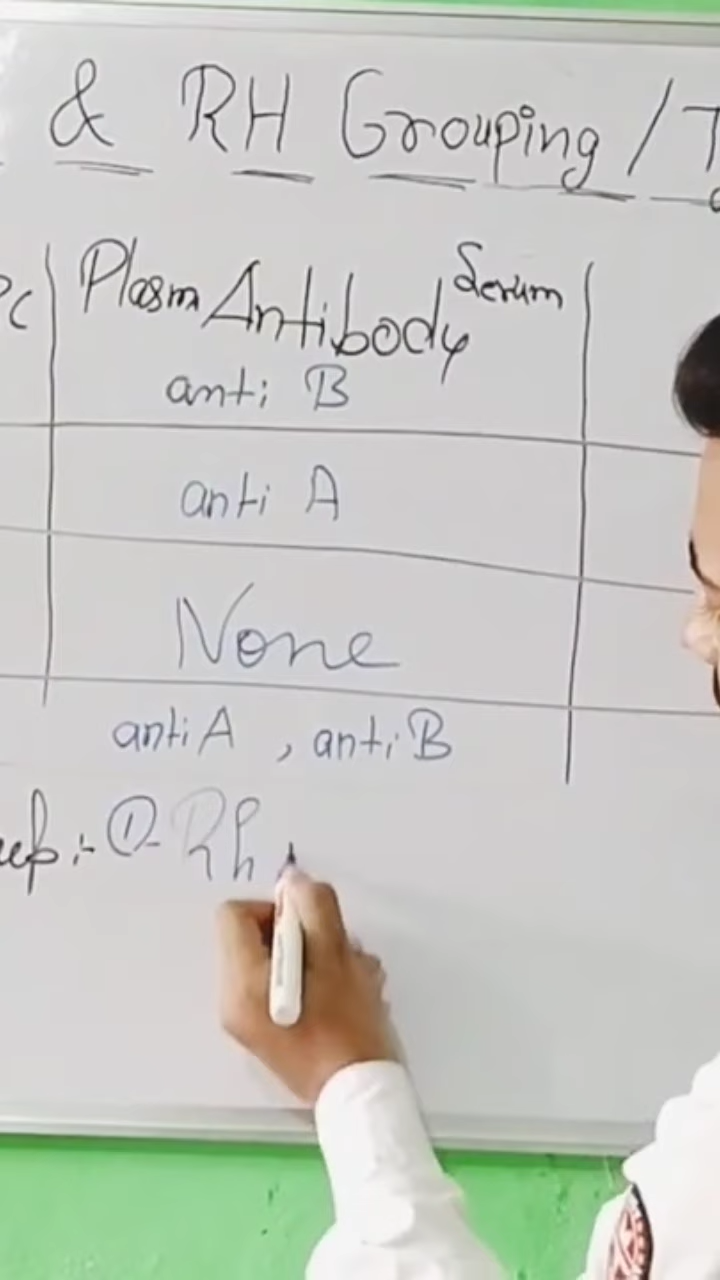 & RH Grouping / T
Plasm Antibody Serum
anti B
anti A
None
anti A , anti B
:- ①- Rh